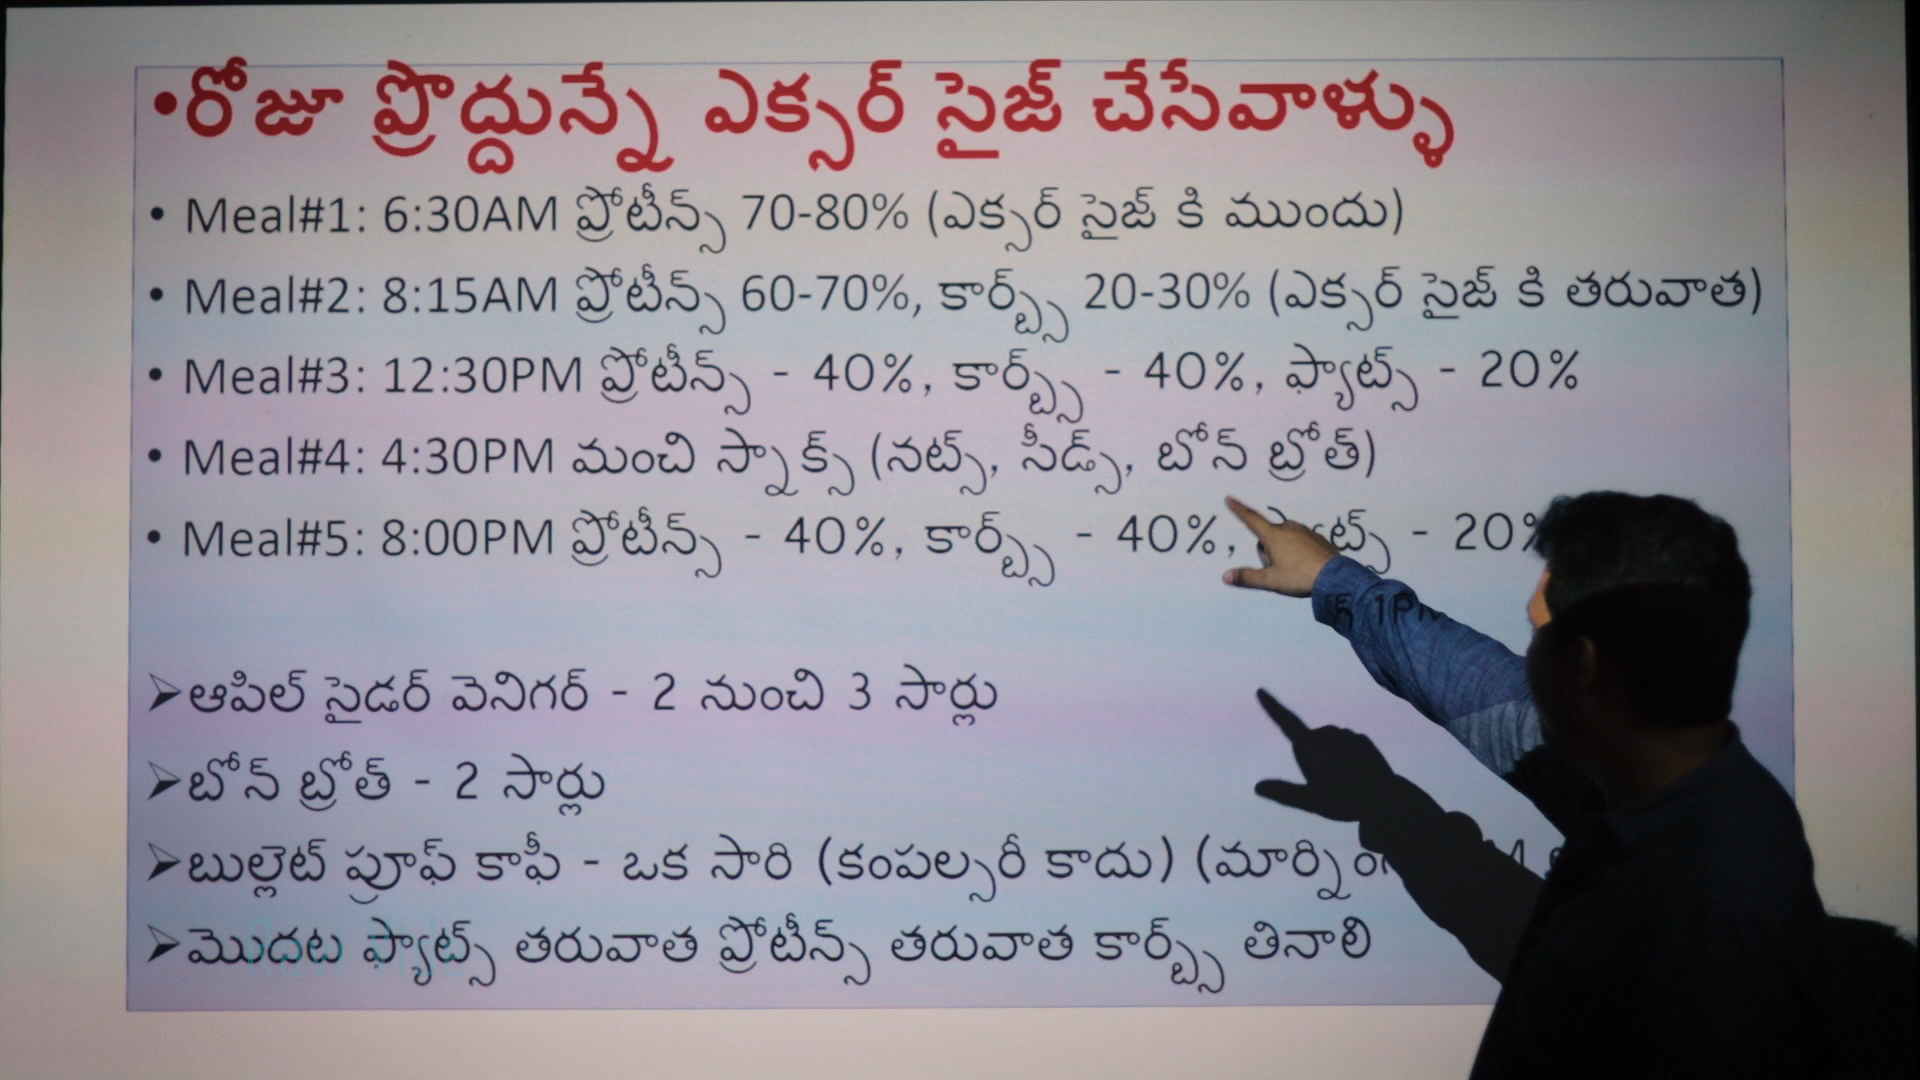 •రోజూ ప్రొద్దున్నే ఎక్సర్ సైజ్ చేసేవాళ్ళు
• Meal#1: 6:30AM ప్రోటీన్స్ 70-80% (ఎక్సర్ సైజ్ కి ముందు)
• Meal#2: 8:15AM ప్రోటీన్స్ 60-70%, కార్బ్స్ 20-30% (ఎక్సర్ సైజ్ కి తరువాత)
• Meal#3: 12:30PM ప్రోటీన్స్ - 40%, కార్బ్స్ - 40%, ఫ్యాట్స్ - 20%
• Meal#4: 4:30PM మంచి స్నాక్స్ (నట్స్, సీడ్స్, బోన్ బ్రోత్)
• Meal#5: 8:00PM ప్రోటీన్స్ - 40%, కార్బ్స్ - 40%, - 20%
➢ఆపిల్ సైడర్ వెనిగర్ - 2 నుంచి 3 సార్లు
➢బోన్ బ్రోత్ - 2 సార్లు
➢బుల్లెట్ ప్రూఫ్ కాఫీ - ఒక సారి (కంపల్సరీ కాదు)
➢మొదట ఫ్యాట్స్ తరువాత ప్రోటీన్స్ తరువాత కార్బ్స్ తినాలి